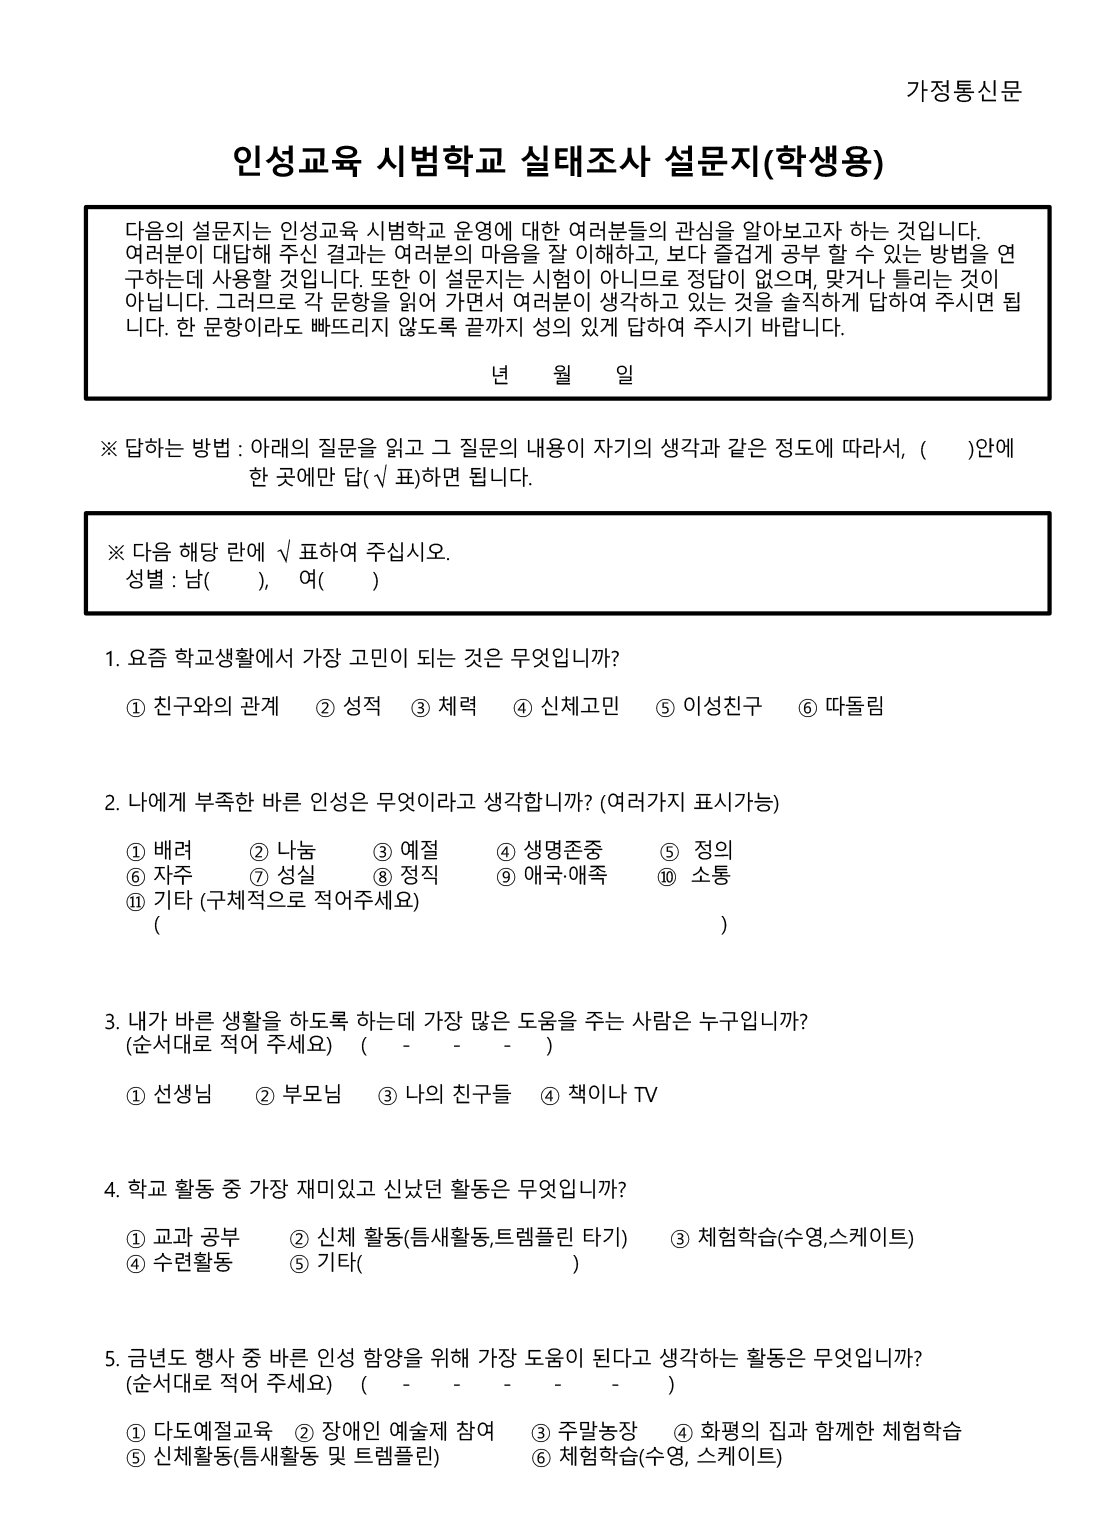 가정통신문
인성교육 시범학교 실태조사 설문지(학생용)
다음의 설문지는 인성교육 시범학교 운영에 대한 여러분들의 관심을 알아보고자 하는 것입니다.
여러분이 대답해 주신 결과는 여러분의 마음을 잘 이해하고, 보다 즐겁게 공부 할 수 있는 방법을 연
구하는데 사용할 것입니다. 또한 이 설문지는 시험이 아니므로 정답이 없으며, 맞거나 틀리는 것이
아닙니다. 그러므로 각 문항을 읽어 가면서 여러분이 생각하고 있는 것을 솔직하게 답하여 주시면 됩
니다. 한 문항이라도 빠뜨리지 않도록 끝까지 성의 있게 답하여 주시기 바랍니다.
년 월 일
※ 답하는 방법 : 아래의 질문을 읽고 그 질문의 내용이 자기의 생각과 같은 정도에 따라서, ( )안에
한 곳에만 답(√ 표)하면 됩니다.
※ 다음 해당 란에 √ 표하여 주십시오.
성별 : 남( ), 여( )
1. 요즘 학교생활에서 가장 고민이 되는 것은 무엇입니까?
① 친구와의 관계 ② 성적 ③ 체력 ④ 신체고민 ⑤ 이성친구 ⑥ 따돌림
2. 나에게 부족한 바른 인성은 무엇이라고 생각합니까? (여러가지 표시가능)
① 배려 ② 나눔 ③ 예절 ④ 생명존중 ⑤ 정의
⑥ 자주 ⑦ 성실 ⑧ 정직 ⑨ 애국·애족 ⑩ 소통
⑪ 기타 (구체적으로 적어주세요)
( )
3. 내가 바른 생활을 하도록 하는데 가장 많은 도움을 주는 사람은 누구입니까?
(순서대로 적어 주세요) ( - - - )
① 선생님 ② 부모님 ③ 나의 친구들 ④ 책이나 TV
4. 학교 활동 중 가장 재미있고 신났던 활동은 무엇입니까?
① 교과 공부 ② 신체 활동(틈새활동,트렘플린 타기) ③ 체험학습(수영,스케이트)
④ 수련활동 ⑤ 기타( )
5. 금년도 행사 중 바른 인성 함양을 위해 가장 도움이 된다고 생각하는 활동은 무엇입니까?
(순서대로 적어 주세요) ( - - - - - )
① 다도예절교육 ② 장애인 예술제 참여 ③ 주말농장 ④ 화평의 집과 함께한 체험학습
⑤ 신체활동(틈새활동 및 트렘플린) ⑥ 체험학습(수영, 스케이트)